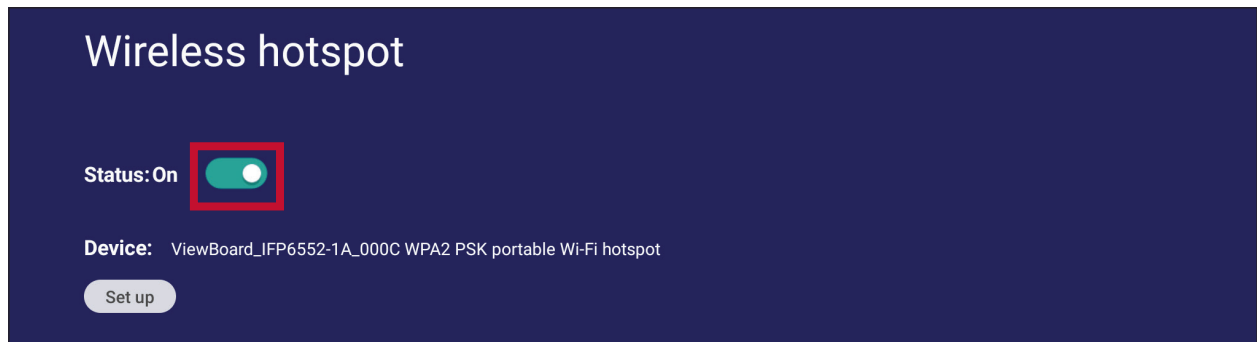 Wireless hotspot
Status: On
Device: ViewBoard_IFP6552-1A_000C WPA2 PSK portable Wi-Fi hotspot
Set up